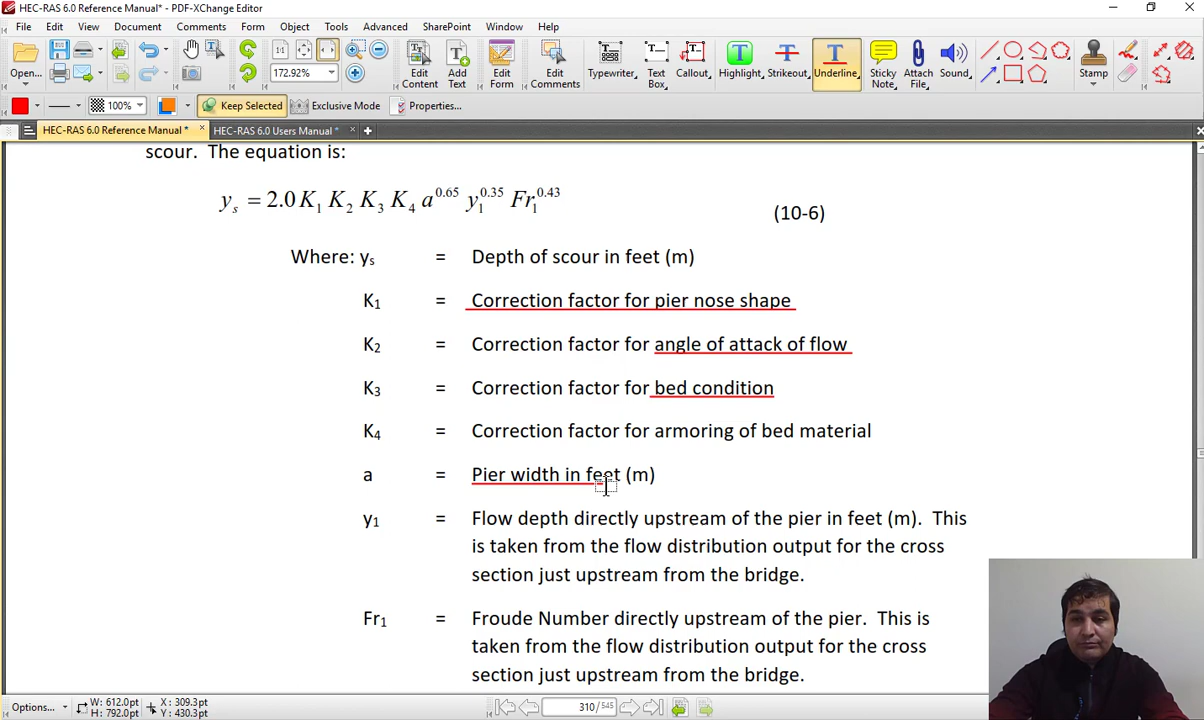 HEC-RAS 6.0 Reference Manual* - PDF-XChange Editor
File Edit View Document Comments Form Object Tools Advanced SharePoint Window Help
Open... 172.92% Edit Content Add Text Edit Form Edit Comments Typewriter Text Box Callout Highlight Strikeout Underline Sticky Note Attach File Sound Stamp
100% Keep Selected Exclusive Mode Properties...
HEC-RAS 6.0 Reference Manual * HEC-RAS 6.0 Users Manual *
scour. The equation is:
y_s = 2.0 K_1 K_2 K_3 K_4 a^0.65 y_1^0.35 Fr_1^0.43
(10-6)
Where: ys = Depth of scour in feet (m)
K1 = Correction factor for pier nose shape
K2 = Correction factor for angle of attack of flow
K3 = Correction factor for bed condition
K4 = Correction factor for armoring of bed material
a = Pier width in feet (m)
y1 = Flow depth directly upstream of the pier in feet (m). This
is taken from the flow distribution output for the cross
section just upstream from the bridge.
Fr1 = Froude Number directly upstream of the pier. This is
taken from the flow distribution output for the cross
section just upstream from the bridge.
Options... W: 612.0pt H: 792.0pt X: 309.3pt Y: 430.3pt 310 / 545